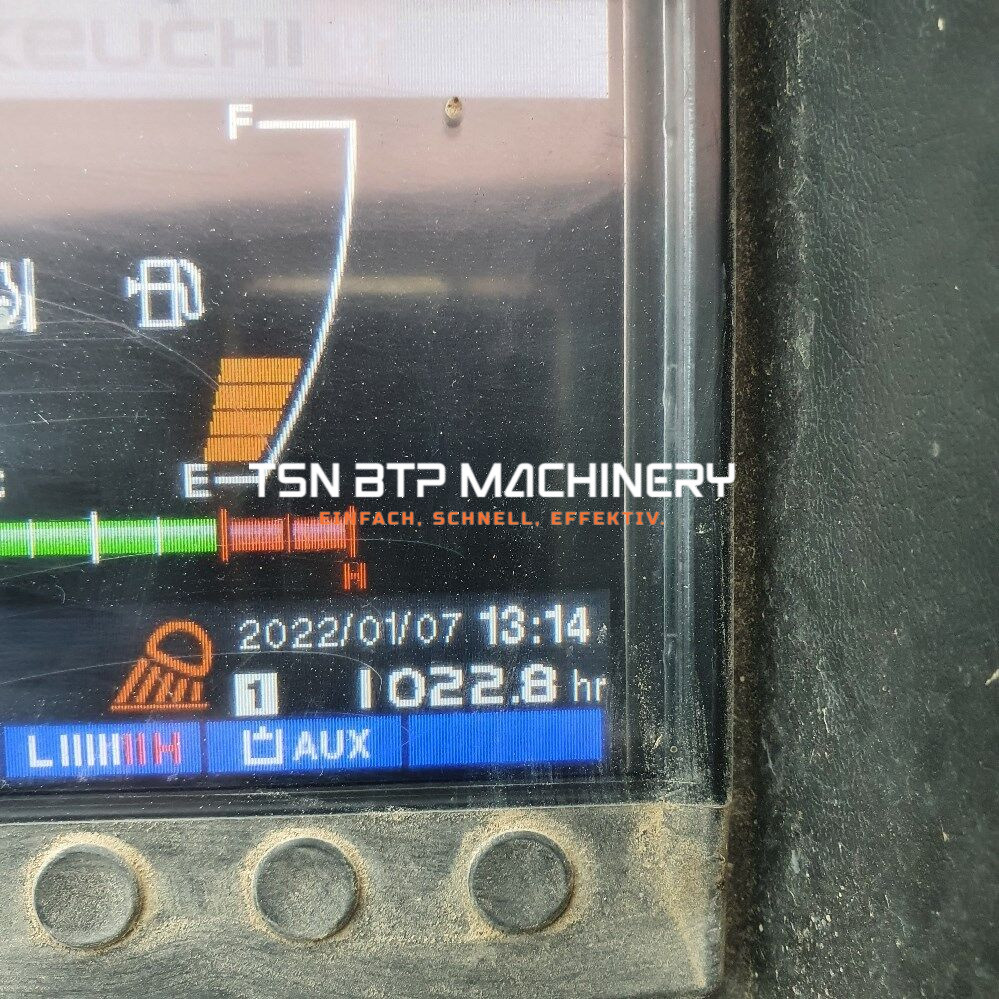 KEUCHI
F
E
TSN BTP MACHINERY
EINFACH. SCHNELL. EFFEKTIV.
H
2022/01/07 13:14
1 1022.8 hr
L H AUX